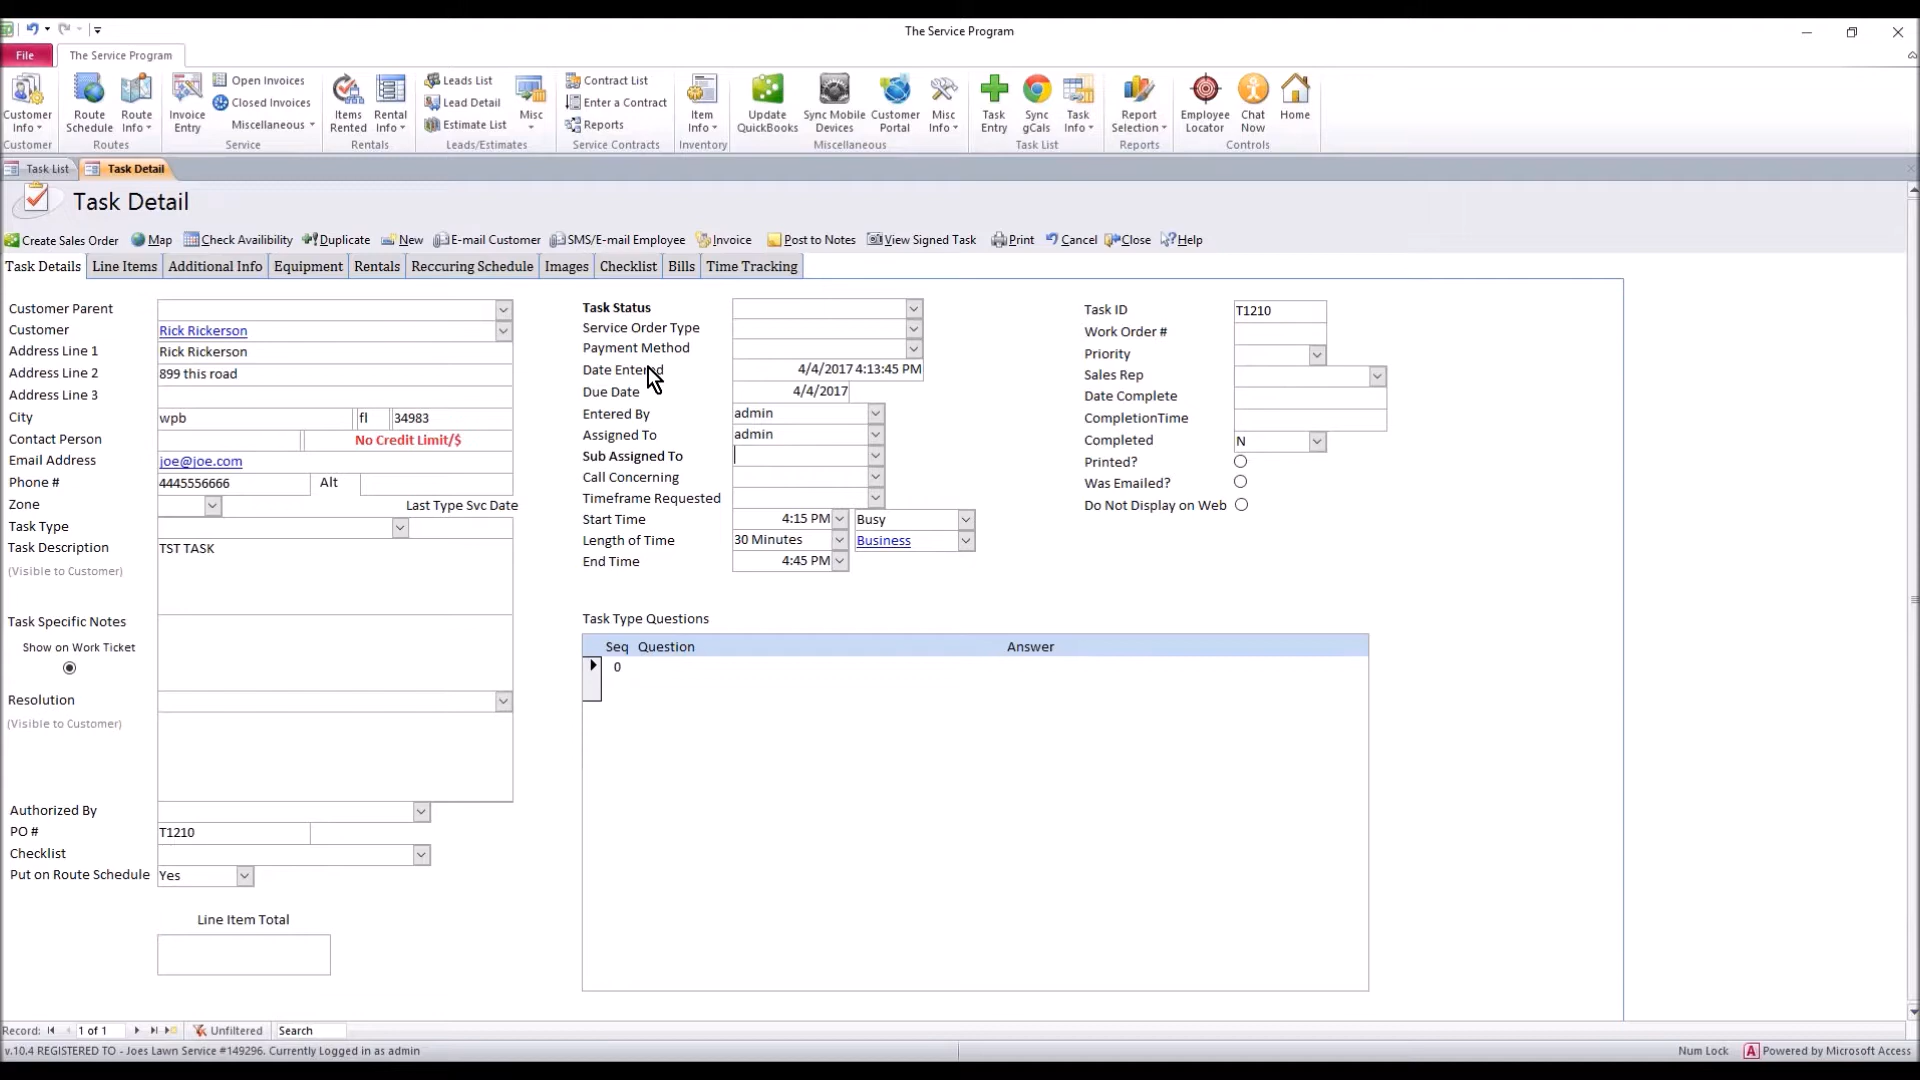 The Service Program
File
The Service Program
Customer Info
Route Schedule
Route Info
Invoice Entry
Open Invoices
Closed Invoices
Miscellaneous
Items Rented
Rental Info
Leads List
Lead Detail
Estimate List
Misc
Contract List
Enter a Contract
Reports
Item Info
Update QuickBooks
Sync Mobile Devices
Customer Portal
Misc Info
Task Entry
Sync gCals
Task Info
Report Selection
Employee Locator
Chat Now
Home
Customer
Routes
Service
Rentals
Leads/Estimates
Service Contracts
Inventory
Miscellaneous
Task List
Reports
Controls
Task List
Task Detail
Task Detail
Create Sales Order
Map
Check Availibility
Duplicate
New
E-mail Customer
SMS/E-mail Employee
Invoice
Post to Notes
View Signed Task
Print
Cancel
Close
Help
Task Details
Line Items
Additional Info
Equipment
Rentals
Reccuring Schedule
Images
Checklist
Bills
Time Tracking
Customer Parent
Customer Rick Rickerson
Address Line 1 Rick Rickerson
Address Line 2 899 this road
Address Line 3
City wpb fl 34983
Contact Person No Credit Limit/$
Email Address joe@joe.com
Phone # 4445556666 Alt
Zone Last Type Svc Date
Task Type
Task Description TST TASK
(Visible to Customer)
Task Specific Notes
Show on Work Ticket
Resolution
(Visible to Customer)
Authorized By
PO # T1210
Checklist
Put on Route Schedule Yes
Line Item Total
Task Status
Service Order Type
Payment Method
Date Entered 4/4/2017 4:13:45 PM
Due Date 4/4/2017
Entered By admin
Assigned To admin
Sub Assigned To
Call Concerning
Timeframe Requested
Start Time 4:15 PM Busy
Length of Time 30 Minutes Business
End Time 4:45 PM
Task Type Questions
Seq Question Answer
0
Task ID T1210
Work Order #
Priority
Sales Rep
Date Complete
CompletionTime
Completed N
Printed?
Was Emailed?
Do Not Display on Web
Record: 1 of 1 Unfiltered Search
v.10.4 REGISTERED TO - Joes Lawn Service #149296. Currently Logged in as admin
Num Lock
Powered by Microsoft Access